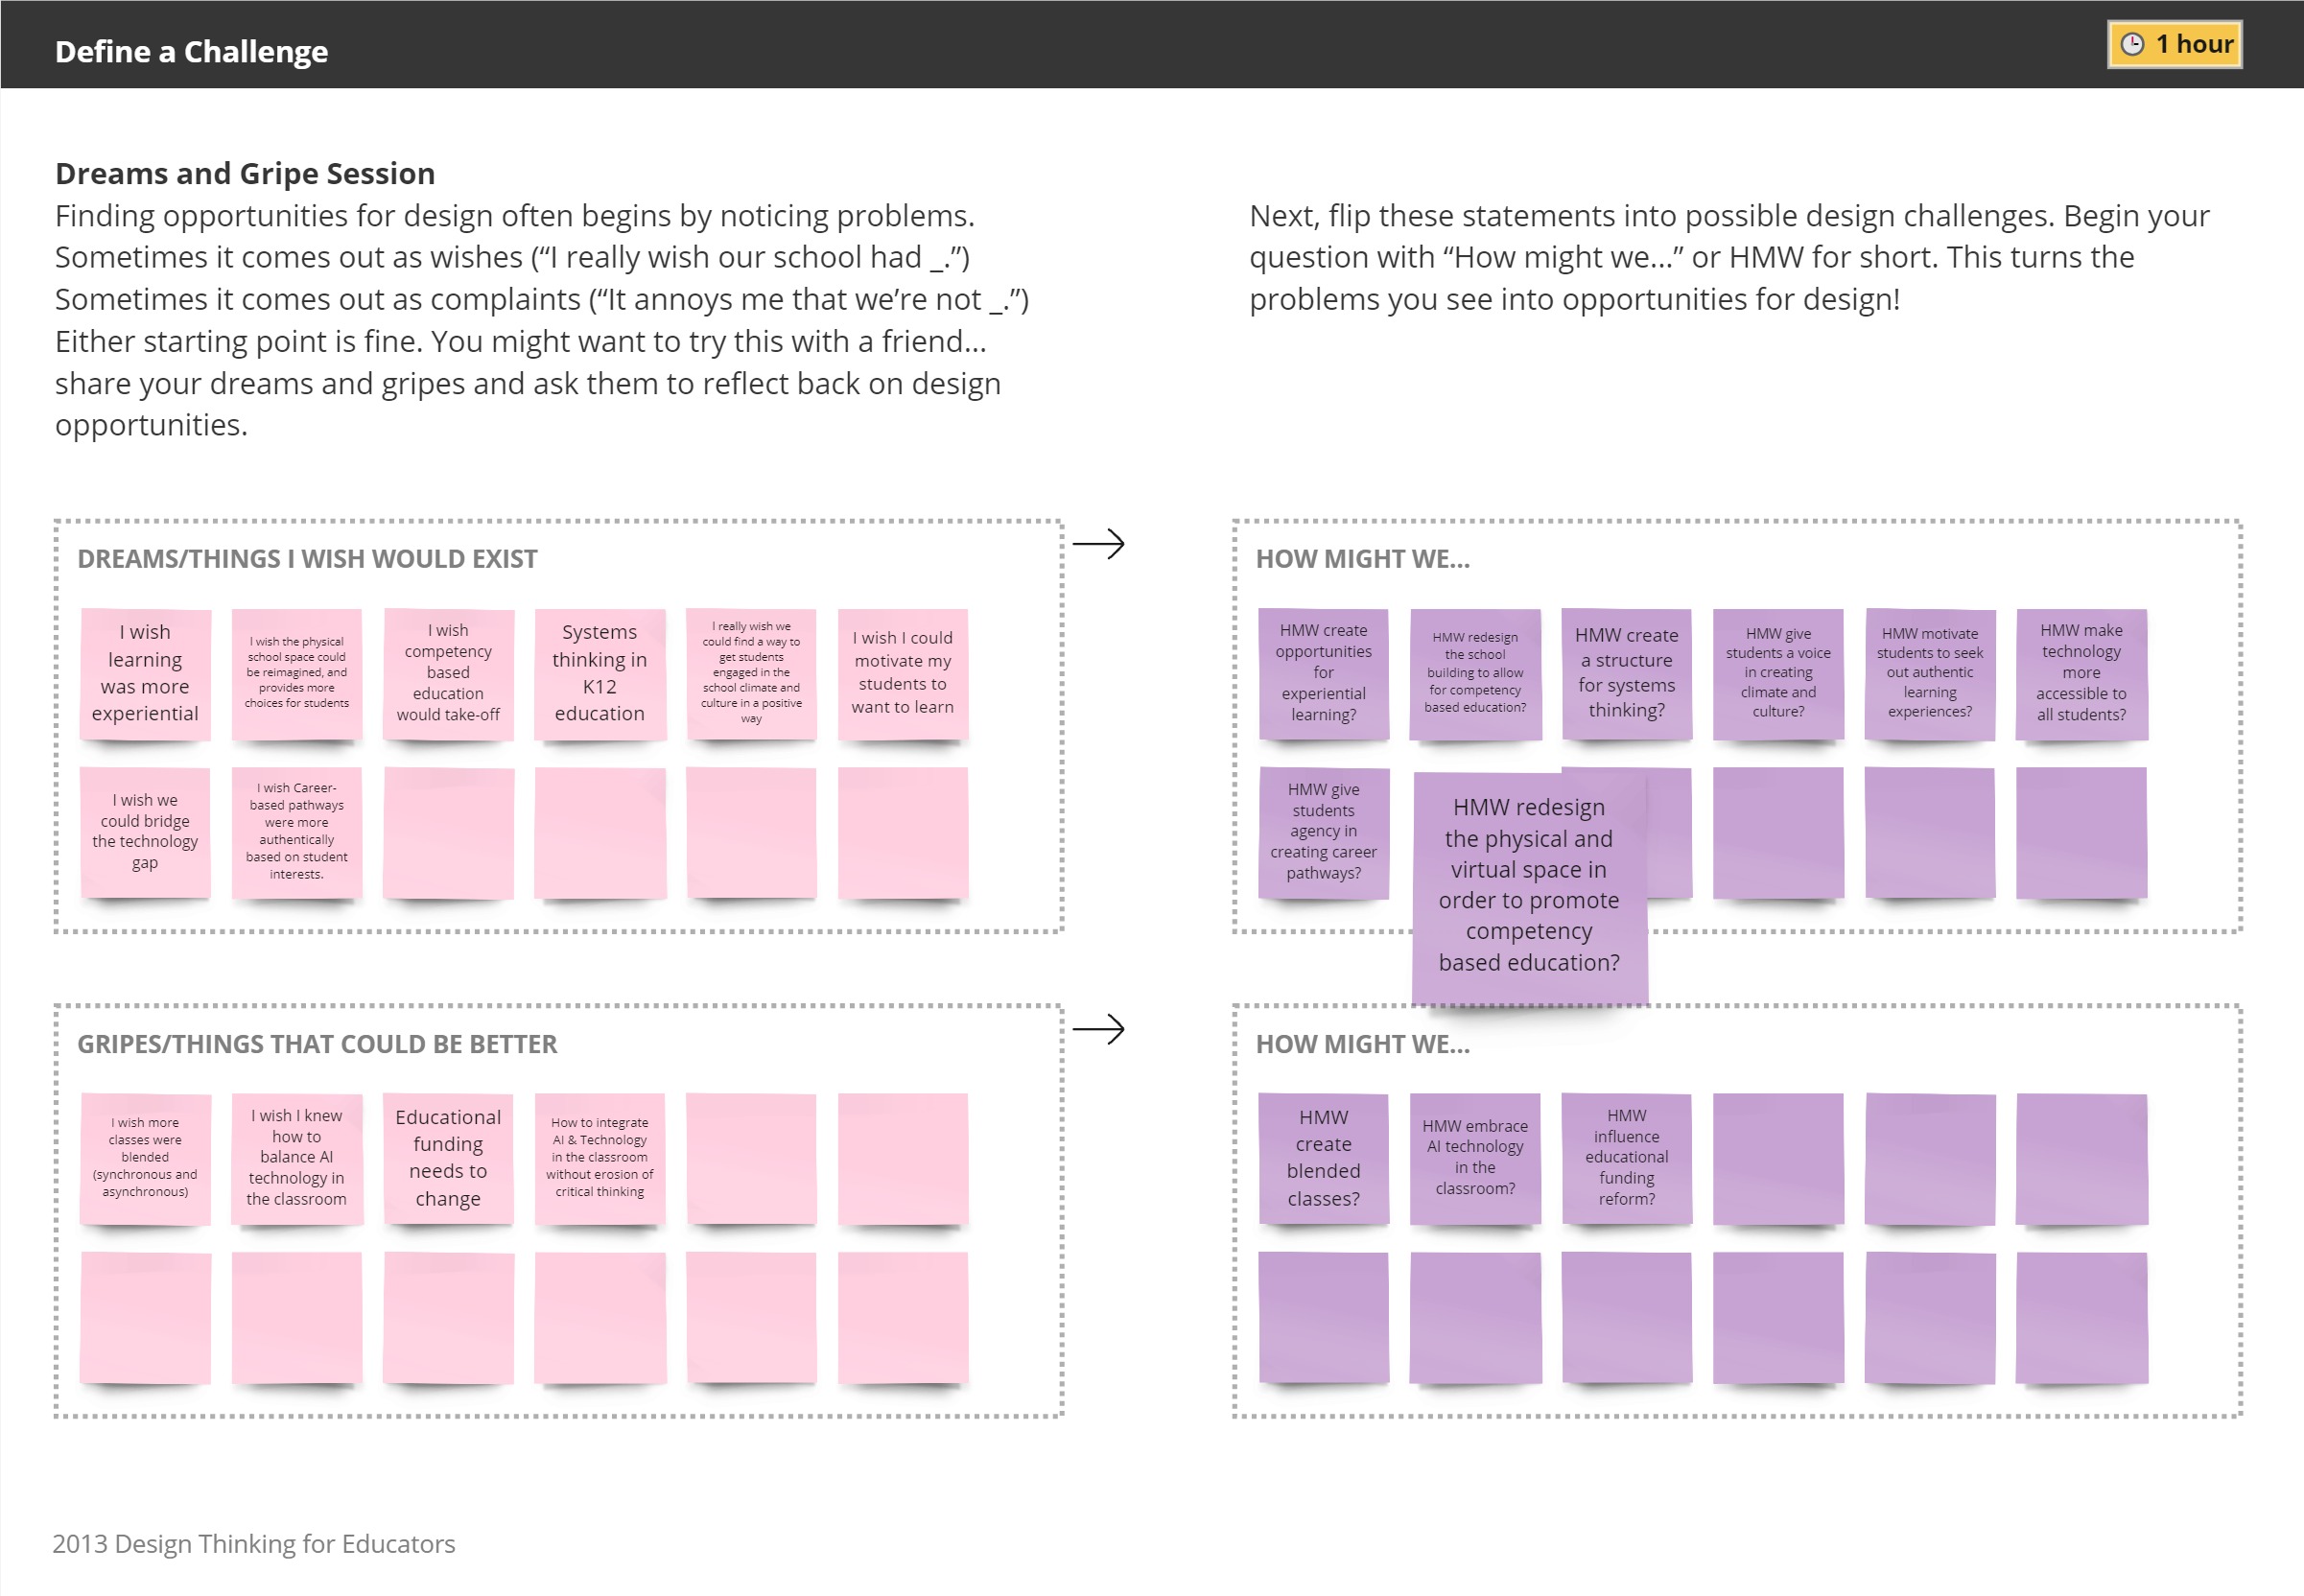 Define a Challenge
1 hour
Dreams and Gripe Session
Finding opportunities for design often begins by noticing problems.
Sometimes it comes out as wishes (“I really wish our school had _.”)
Sometimes it comes out as complaints (“It annoys me that we’re not _.”)
Either starting point is fine. You might want to try this with a friend...
share your dreams and gripes and ask them to reflect back on design
opportunities.
Next, flip these statements into possible design challenges. Begin your
question with “How might we...” or HMW for short. This turns the
problems you see into opportunities for design!
DREAMS/THINGS I WISH WOULD EXIST
I wish
learning
was more
experiential
I wish the physical
school space could
be reimagined, and
provides more
choices for students
I wish
competency
based
education
would take-off
Systems
thinking in
K12
education
I really wish we
could find a way to
get students
engaged in the
school climate and
culture in a positive
way
I wish I could
motivate my
students to
want to learn
I wish we
could bridge
the technology
gap
I wish Career-
based pathways
were more
authentically
based on student
interests.
HOW MIGHT WE...
HMW create
opportunities
for
experiential
learning?
HMW redesign
the school
building to allow
for competency
based education?
HMW create
a structure
for systems
thinking?
HMW give
students a voice
in creating
climate and
culture?
HMW motivate
students to seek
out authentic
learning
experiences?
HMW make
technology
more
accessible to
all students?
HMW give
students
agency in
creating career
pathways?
HMW redesign
the physical and
virtual space in
order to promote
competency
based education?
GRIPES/THINGS THAT COULD BE BETTER
I wish more
classes were
blended
(synchronous and
asynchronous)
I wish I knew
how to
balance AI
technology in
the classroom
Educational
funding
needs to
change
How to integrate
AI & Technology
in the classroom
without erosion of
critical thinking
HOW MIGHT WE...
HMW
create
blended
classes?
HMW embrace
AI technology
in the
classroom?
HMW
influence
educational
funding
reform?
2013 Design Thinking for Educators